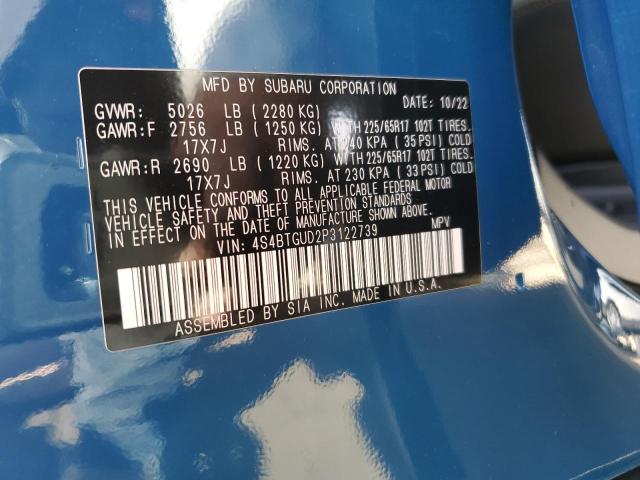 MFD BY SUBARU CORPORATION
GVWR: 5026 LB (2280 KG) DATE: 10/22
GAWR:F 2756 LB (1250 KG) WITH 225/65R17 102T TIRES.
17X7J RIMS. AT 240 KPA (35 PSI) COLD
GAWR:R 2690 LB (1220 KG) WITH 225/65R17 102T TIRES.
17X7J RIMS. AT 230 KPA (33 PSI) COLD
THIS VEHICLE CONFORMS TO ALL APPLICABLE FEDERAL MOTOR
VEHICLE SAFETY AND BUMPER STANDARDS IN EFFECT ON
THE DATE OF MANUFACTURE SHOWN ABOVE.
VIN: 4S4BTGUD2P3122739 MPV
ASSEMBLED BY SIA INC. MADE IN U.S.A.